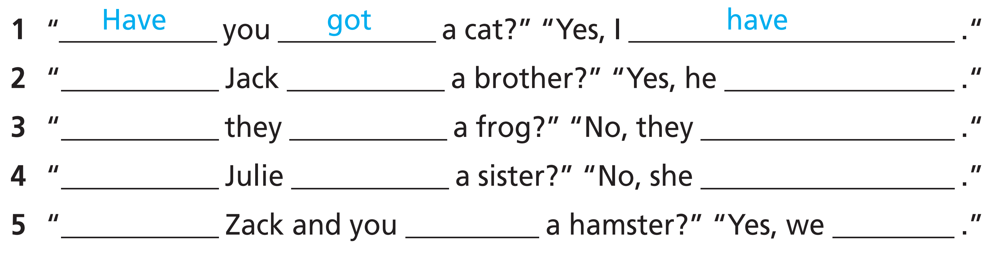 1 “ Have you got a cat?” “Yes, I have .“
2 “ ________ Jack ________ a brother?” “Yes, he ________ .“
3 “ ________ they ________ a frog?” “No, they ________ .“
4 “ ________ Julie ________ a sister?” “No, she ________ .”
5 “ ________ Zack and you ________ a hamster?” “Yes, we ________ .”